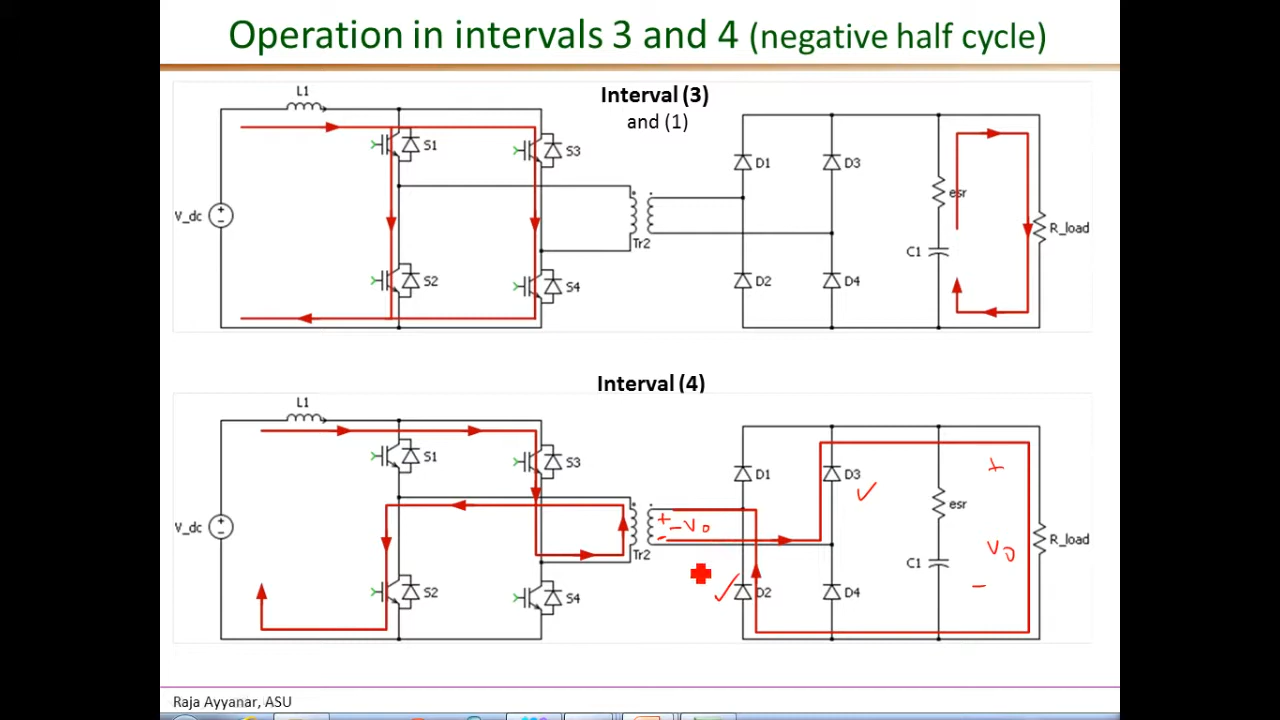 Operation in intervals 3 and 4 (negative half cycle)
Interval (3)
and (1)
L1
S1
S3
V_dc
S2
S4
Tr2
D1
D3
D2
D4
esr
C1
R_load
Interval (4)
L1
S1
S3
V_dc
S2
S4
Tr2
+
-V0
-
D1
D3
D2
D4
esr
C1
+
V0
-
R_load
Raja Ayyanar, ASU